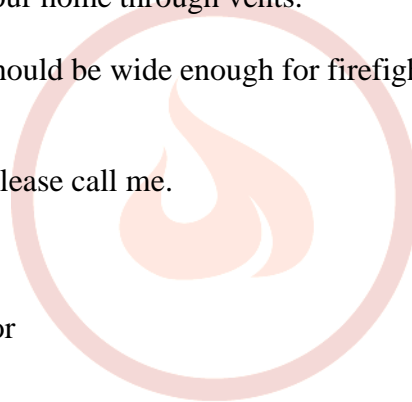 our home through vents.
hould be wide enough for firefigh
lease call me.
or